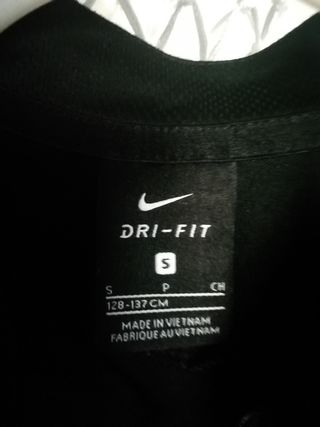 DRI-FIT
S
S P CH
128-137 CM
MADE IN VIETNAM
FABRIQUE AU VIETNAM